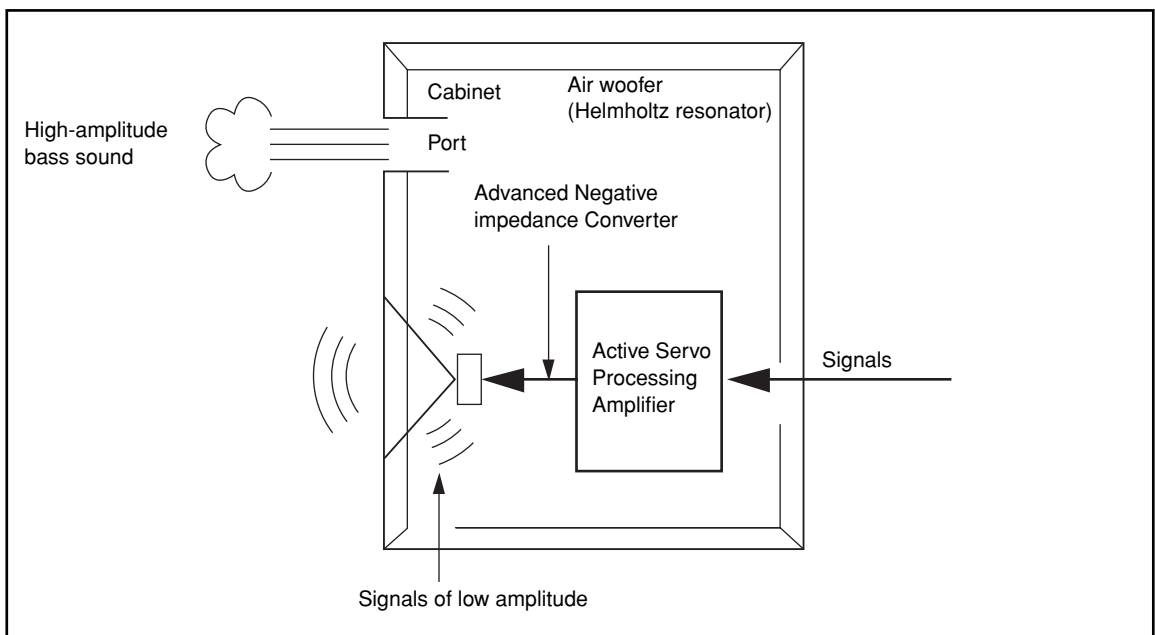 Cabinet
Air woofer
(Helmholtz resonator)
High-amplitude
bass sound
Port
Advanced Negative
impedance Converter
Active Servo
Processing
Amplifier
Signals
Signals of low amplitude